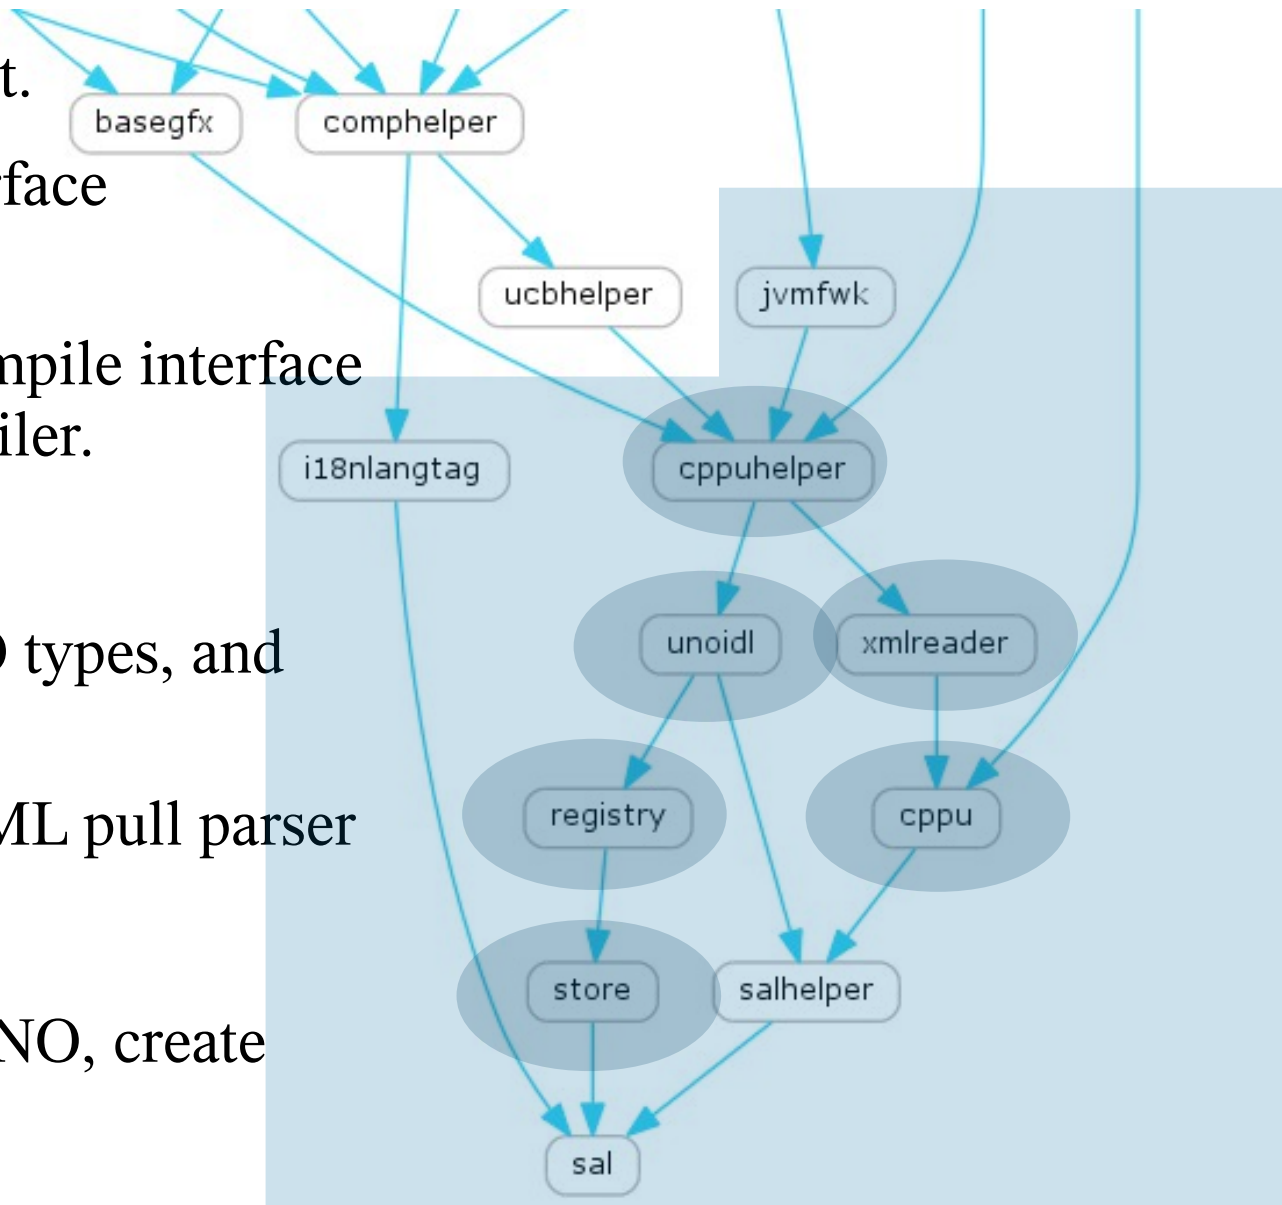 t.
basegfx
comphelper
face
ucbhelper
jvmfwk
mpile interface
iler.
i18nlangtag
cppuhelper
types, and
unoidl
xmlreader
ML pull parser
registry
cppu
store
salhelper
NO, create
sal